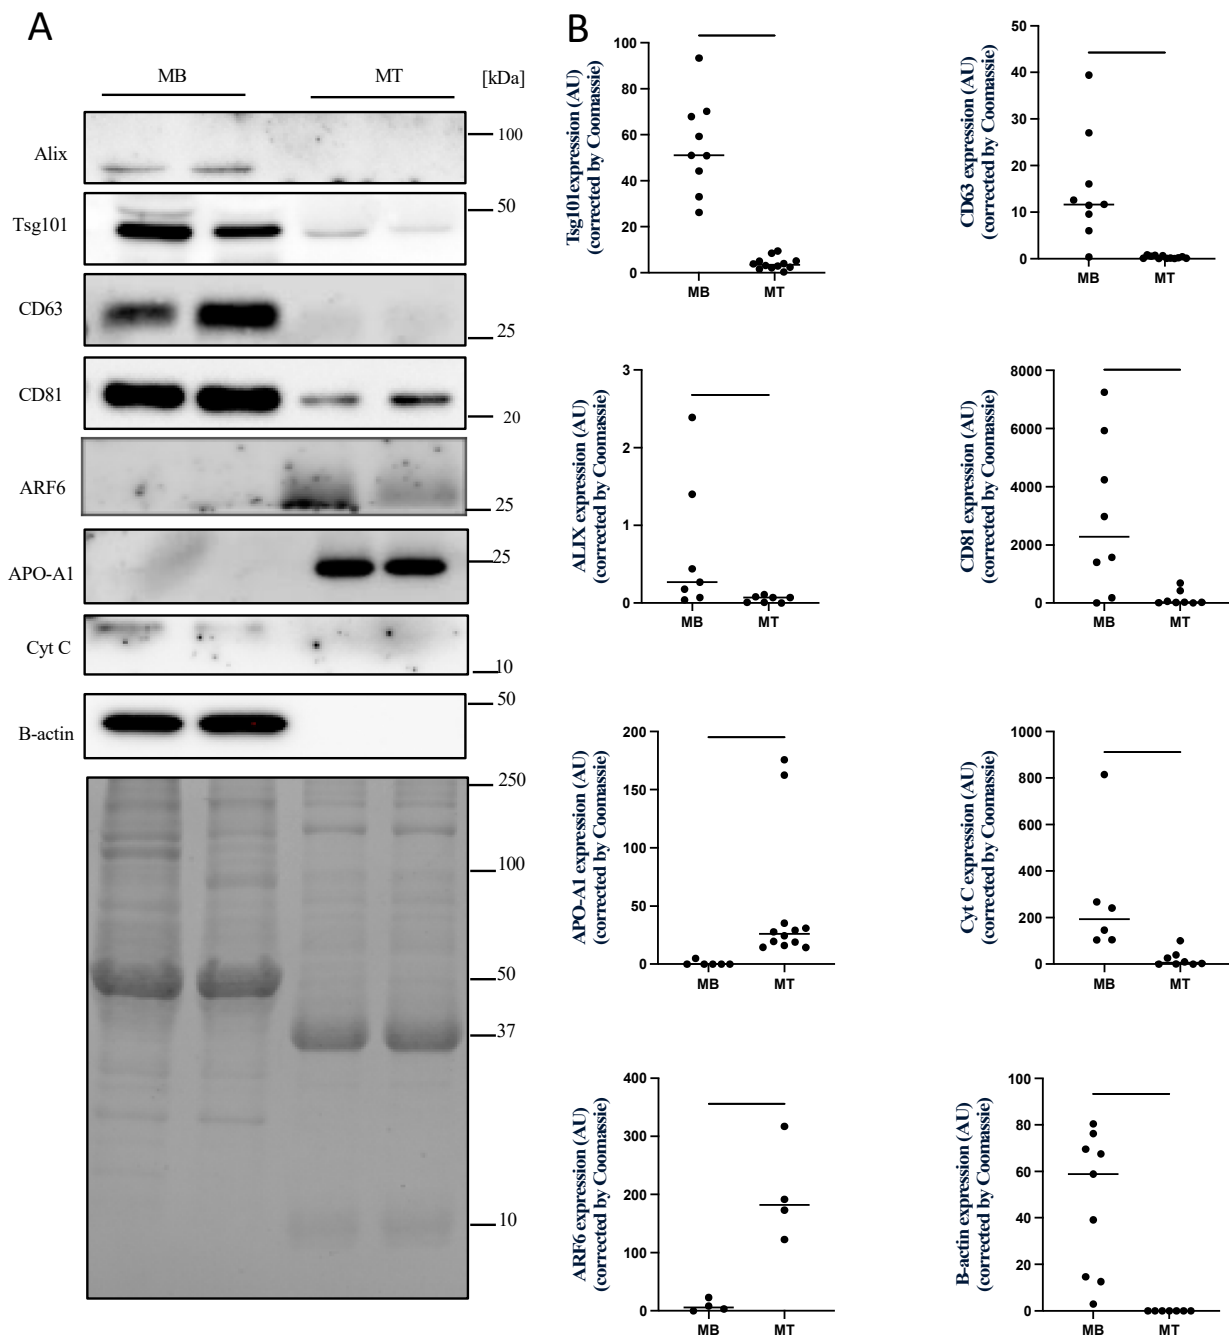 A
MB
MT
[kDa]
Alix
100
Tsg101
50
CD63
25
CD81
20
ARF6
25
APO-A1
25
Cyt C
10
B-actin
50
250
100
50
37
10
B
Tsg101expression (AU)
(corrected by Coomassie)
100
80
60
40
20
0
MB
MT
CD63 expression (AU)
(corrected by Coomassie)
50
40
30
20
10
0
MB
MT
ALIX expression (AU)
(corrected by Coomassie)
3
2
1
0
MB
MT
CD81 expression (AU)
(corrected by Coomassie)
8000
6000
4000
2000
0
MB
MT
APO-A1 expression (AU)
(corrected by Coomassie)
200
150
100
50
0
MB
MT
Cyt C expression (AU)
(corrected by Coomassie)
1000
800
600
400
200
0
MB
MT
ARF6 expression (AU)
(corrected by Coomassie)
400
300
200
100
0
MB
MT
B-actin expression (AU)
(corrected by Coomassie)
100
80
60
40
20
0
MB
MT